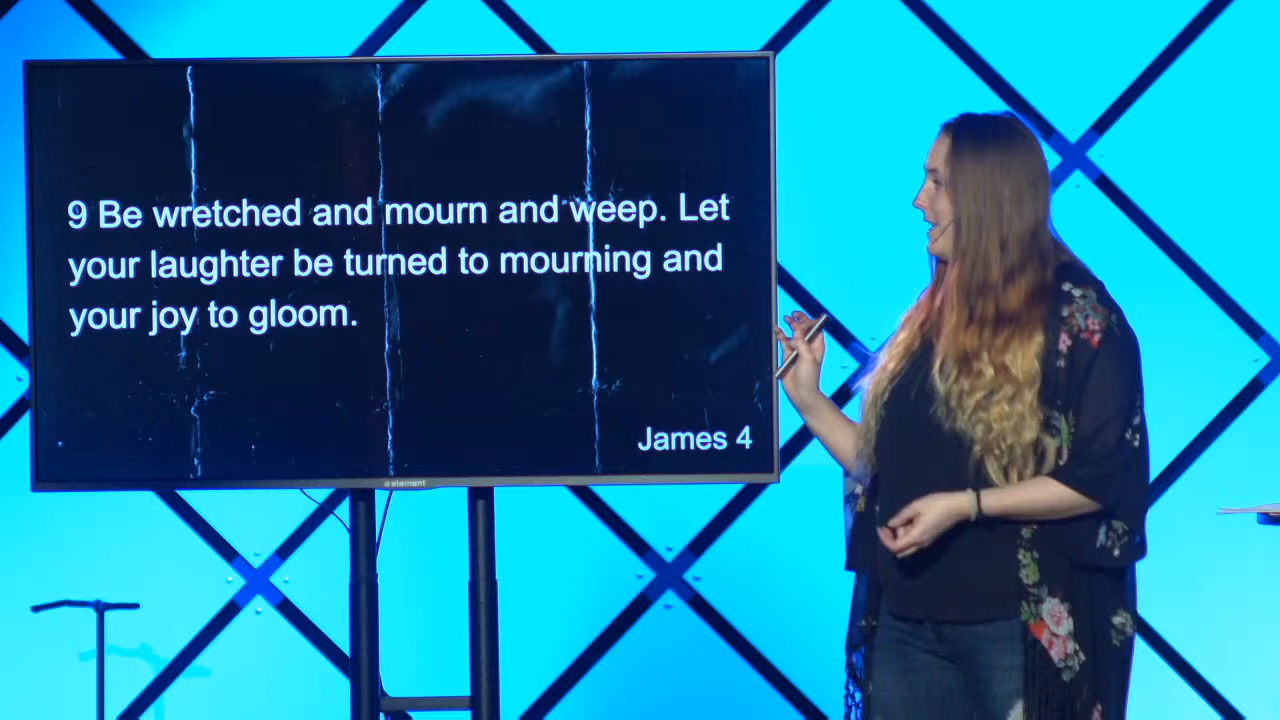 9 Be wretched and mourn and weep. Let
your laughter be turned to mourning and
your joy to gloom.
James 4
element